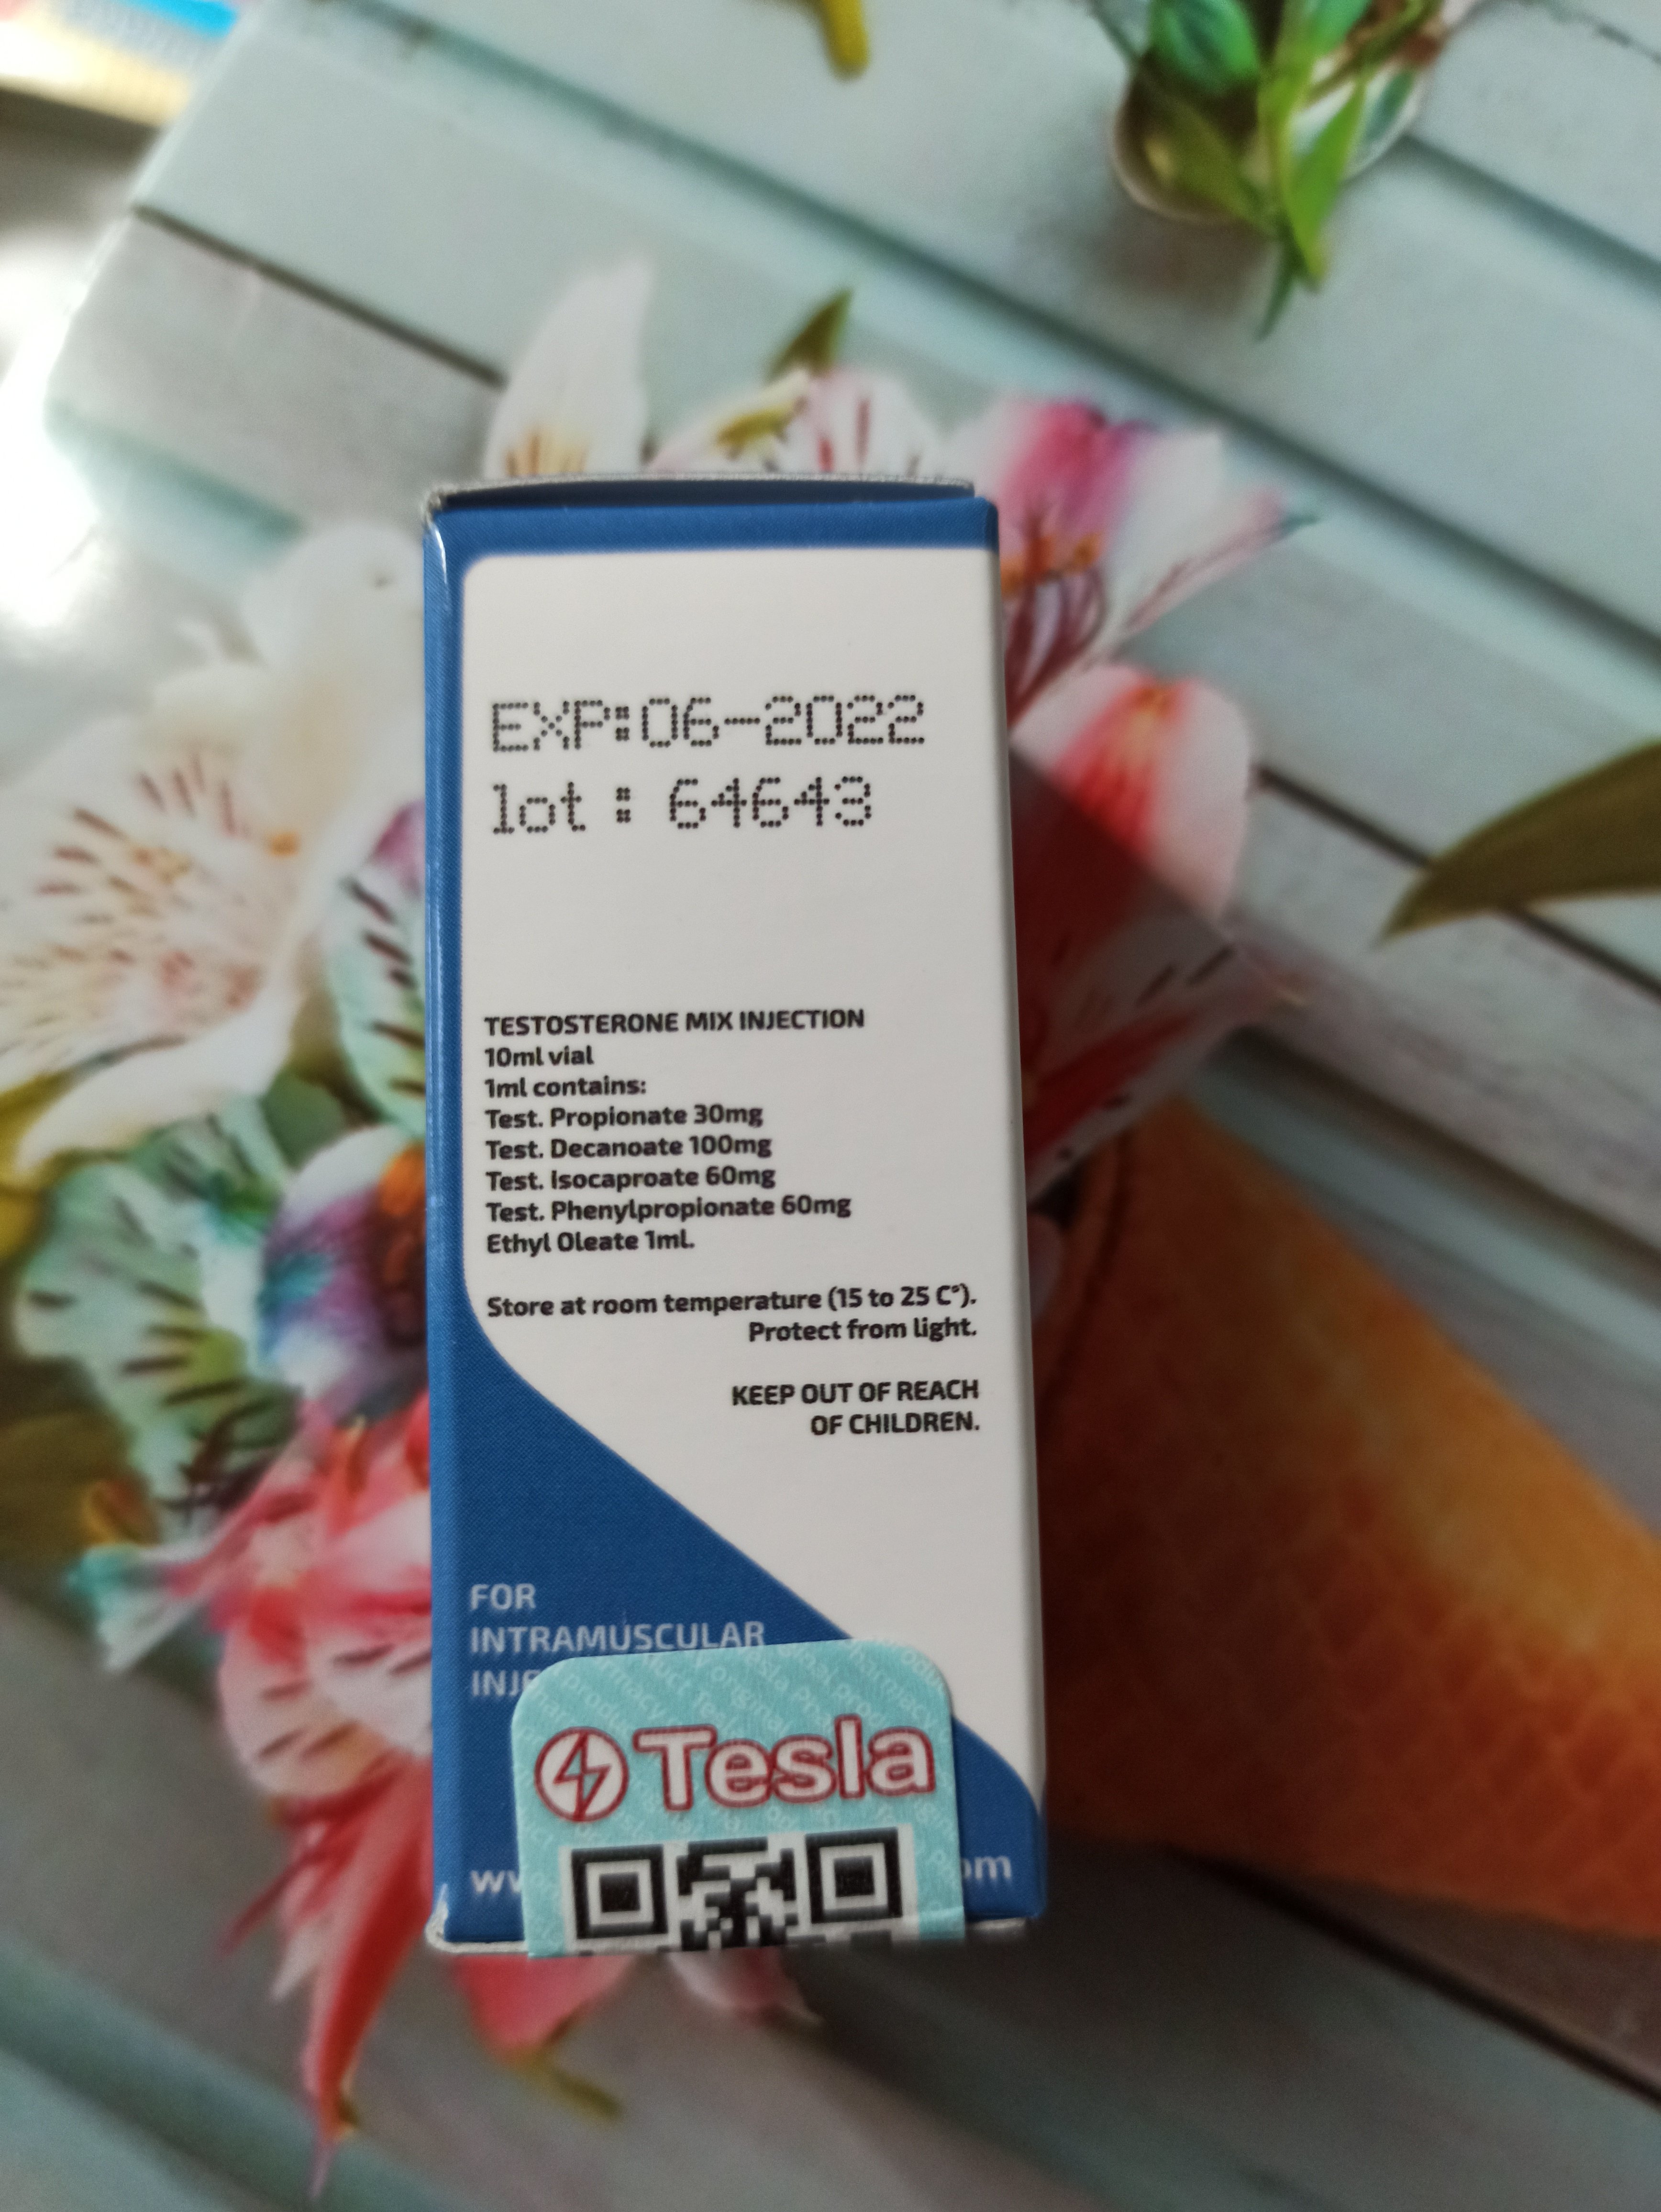 EXP:06-2022
lot : 64643
TESTOSTERONE MIX INJECTION
10ml vial
1ml contains:
Test. Propionate 30mg
Test. Decanoate 100mg
Test. Isocaproate 60mg
Test. Phenylpropionate 60mg
Ethyl Oleate 1ml.
Store at room temperature (15 to 25 C°).
Protect from light.
KEEP OUT OF REACH
OF CHILDREN.
FOR
INTRAMUSCULAR
Tesla